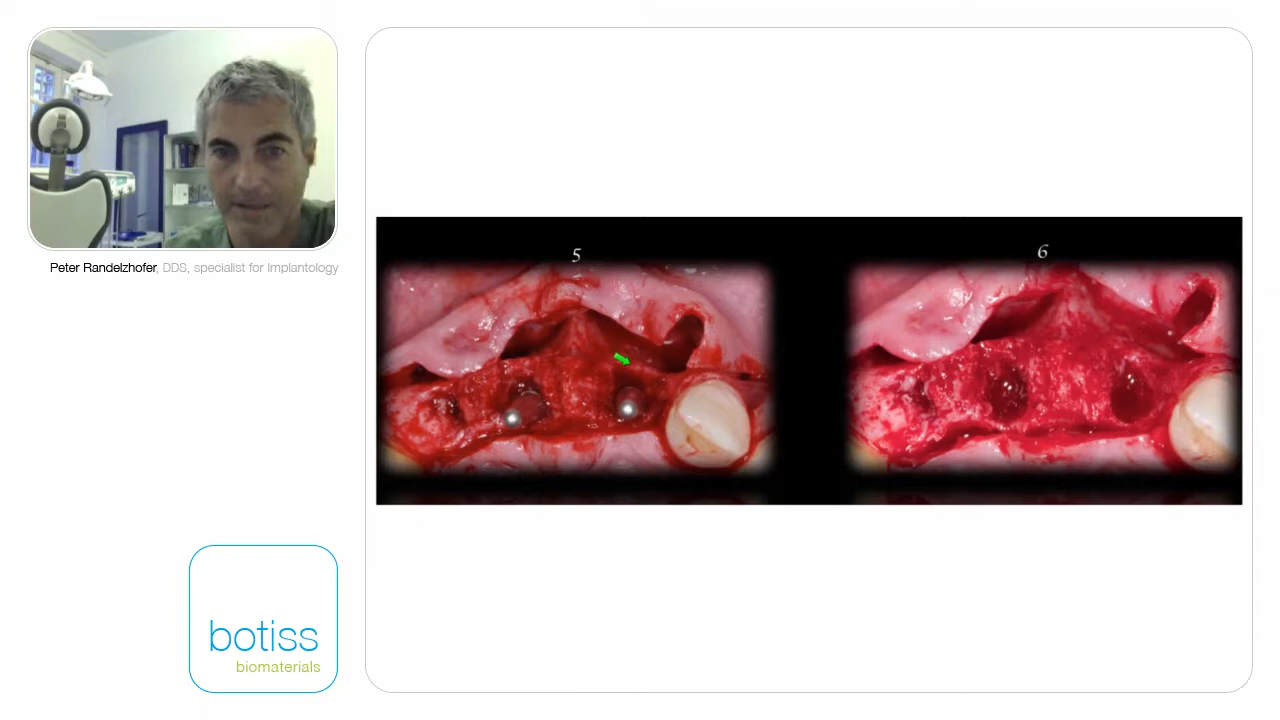 Peter Randelzhofer, DDS, specialist for Implantology
5
6
botiss
biomaterials